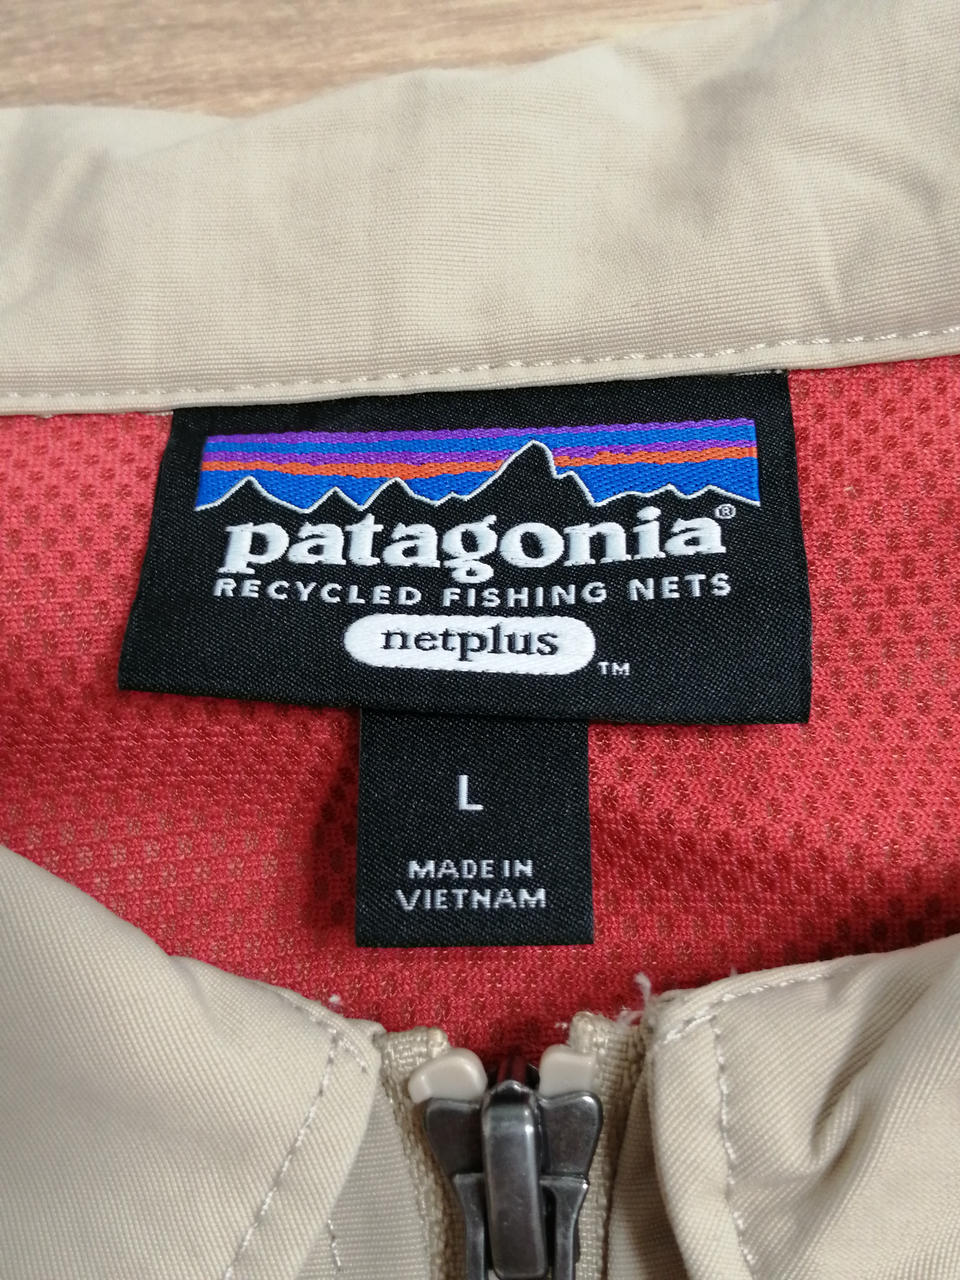 patagonia®
RECYCLED FISHING NETS
netplus™
L
MADE IN
VIETNAM